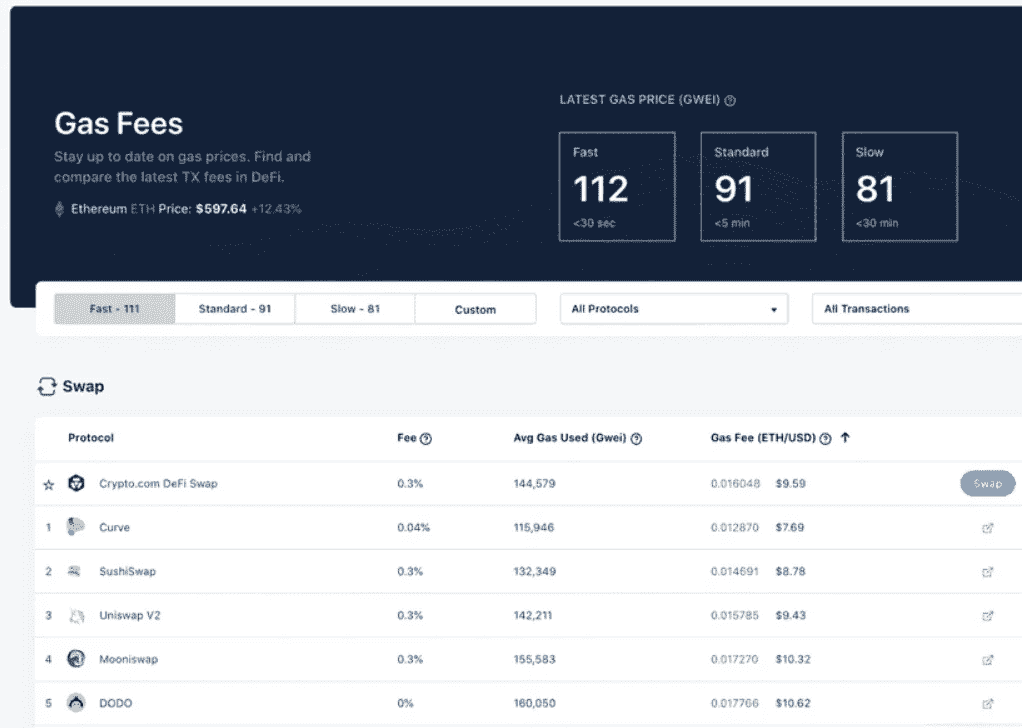 Gas Fees
Stay up to date on gas prices. Find and
compare the latest TX fees in DeFi.
Ethereum ETH Price: $597.64 +12.43%
LATEST GAS PRICE (GWEI)
Fast
112
<30 sec
Standard
91
<5 min
Slow
81
<30 min
Fast - 111 Standard - 91 Slow - 81 Custom All Protocols All Transactions
Swap
Protocol Fee Avg Gas Used (Gwei) Gas Fee (ETH/USD)
Crypto.com DeFi Swap 0.3% 144,579 0.016048 $9.59 Swap
1 Curve 0.04% 115,946 0.012870 $7.69
2 SushiSwap 0.3% 132,349 0.014691 $8.78
3 Uniswap V2 0.3% 142,211 0.015785 $9.43
4 Mooniswap 0.3% 155,583 0.017270 $10.32
5 DODO 0% 160,050 0.017766 $10.62